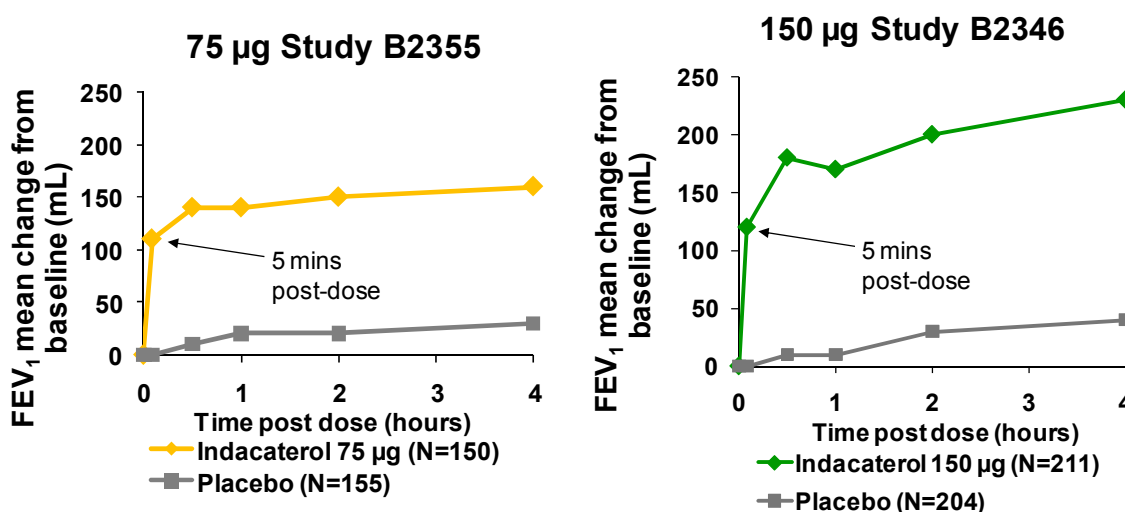 75 µg Study B2355
FEV1 mean change from
baseline (mL)
250
200
150
100
50
0
5 mins
post-dose
0
1
2
3
4
Time post dose (hours)
Indacaterol 75 µg (N=150)
Placebo (N=155)
150 µg Study B2346
FEV1 mean change from
baseline (mL)
250
200
150
100
50
0
5 mins
post-dose
0
1
2
3
4
Time post dose (hours)
Indacaterol 150 µg (N=211)
Placebo (N=204)